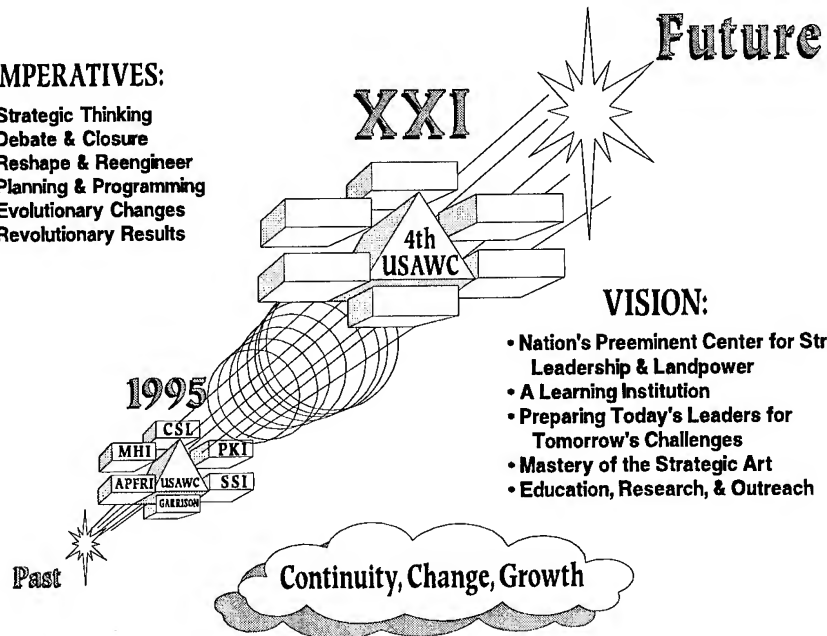 Future
MPERATIVES:
Strategic Thinking
Debate & Closure
Reshape & Reengineer
Planning & Programming
Evolutionary Changes
Revolutionary Results
XXI
4th
USAWC
VISION:
• Nation's Preeminent Center for Str
Leadership & Landpower
• A Learning Institution
• Preparing Today's Leaders for
Tomorrow's Challenges
• Mastery of the Strategic Art
• Education, Research, & Outreach
1995
CSL
MHI
PKI
APFRI
USAWC
SSI
GARRISON
Past
Continuity, Change, Growth